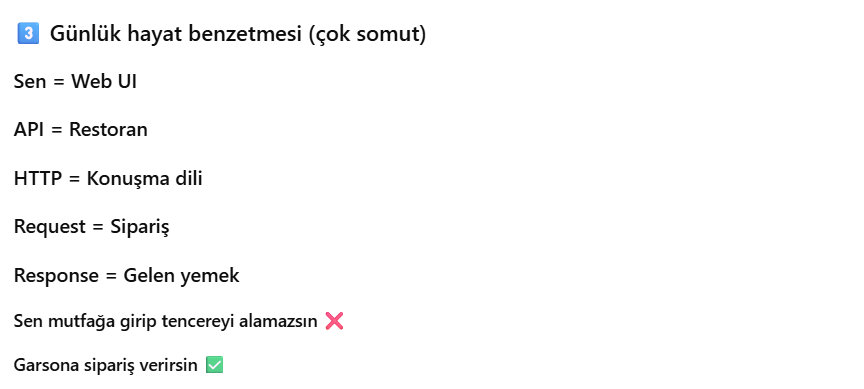 3️⃣ Günlük hayat benzetmesi (çok somut)
Sen = Web UI
API = Restoran
HTTP = Konuşma dili
Request = Sipariş
Response = Gelen yemek
Sen mutfağa girip tencereyi alamazsın ❌
Garsona sipariş verirsin ✅